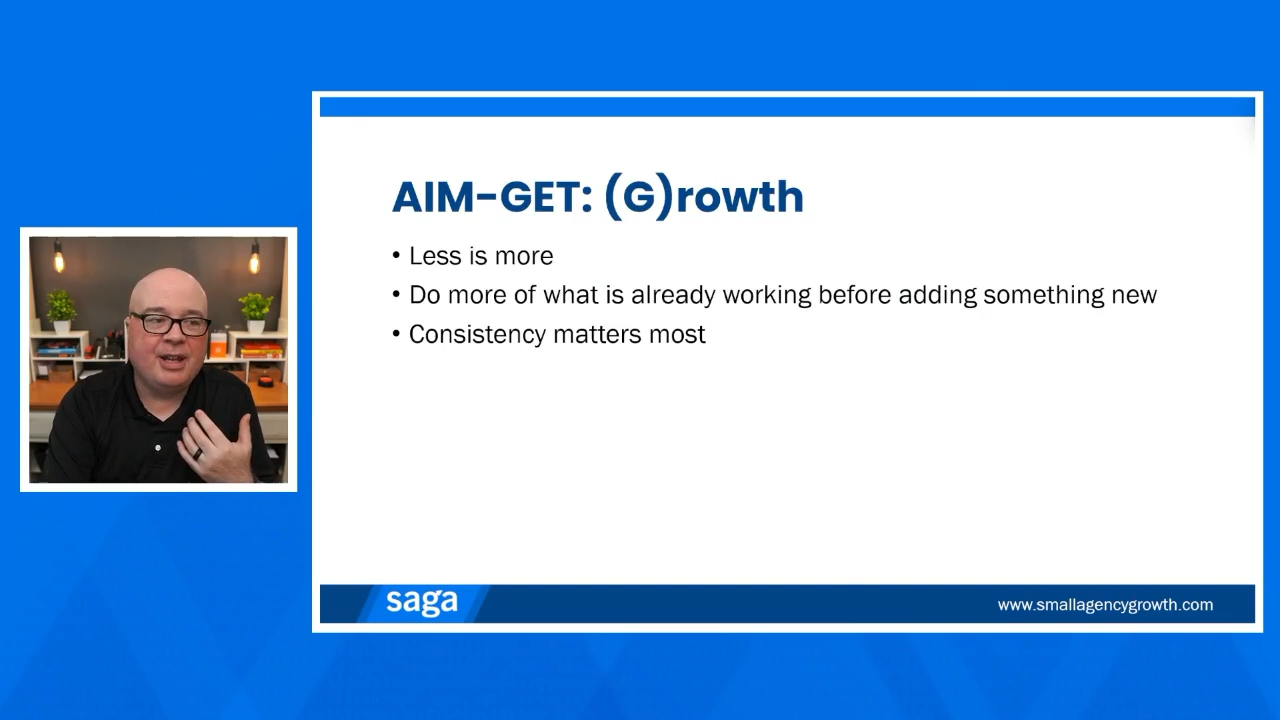 AIM-GET: (G)rowth
• Less is more
• Do more of what is already working before adding something new
• Consistency matters most
saga
www.smallagencygrowth.com